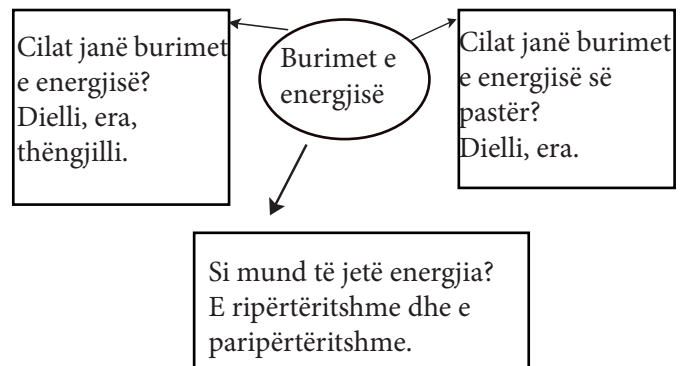 Cilat janë burimet
e energjisë?
Dielli, era,
thëngjilli.
Burimet e
energjisë
Cilat janë burimet
e energjisë së
pastër?
Dielli, era.
Si mund të jetë energjia?
E ripërtëritshme dhe e
paripërtëritshme.